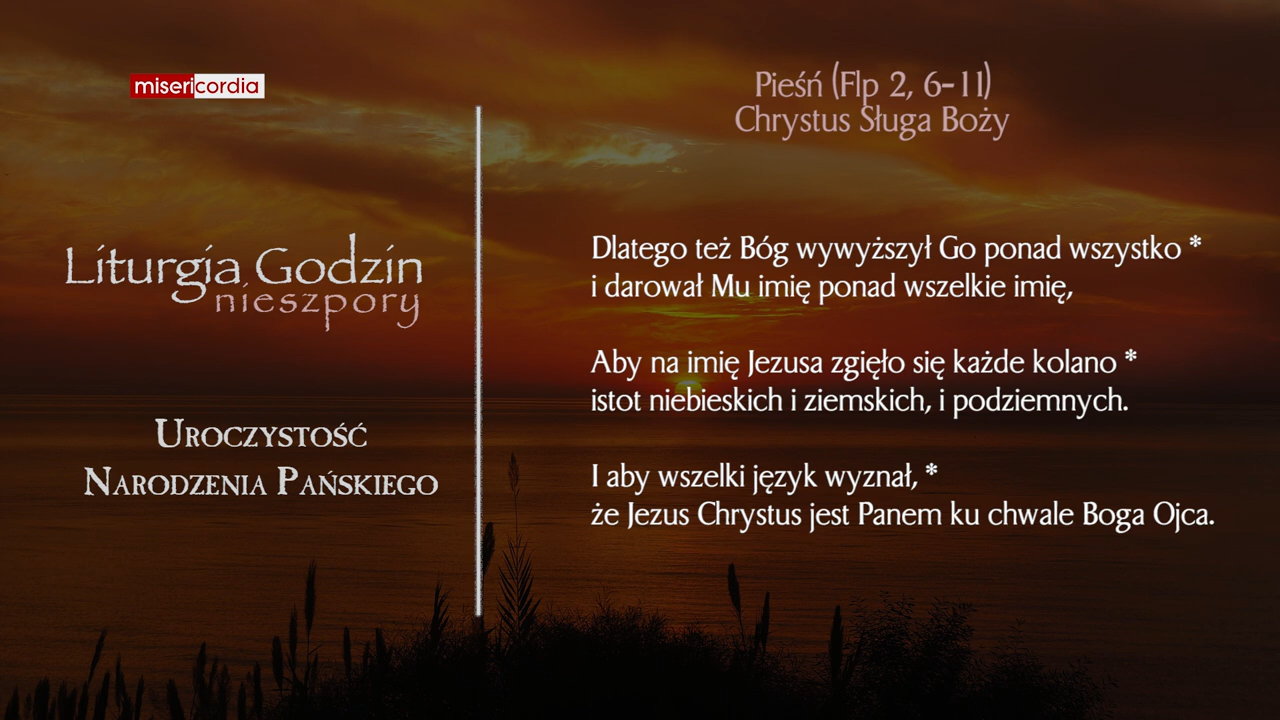 misericordia
Liturgia Godzin
nieszpory
Uroczystość
Narodzenia Pańskiego
Pieśń (Flp 2, 6-11)
Chrystus Sługa Boży
Dlatego też Bóg wywyższył Go ponad wszystko *
i darował Mu imię ponad wszelkie imię,
Aby na imię Jezusa zgięło się każde kolano *
istot niebieskich i ziemskich, i podziemnych.
I aby wszelki język wyznał, *
że Jezus Chrystus jest Panem ku chwale Boga Ojca.